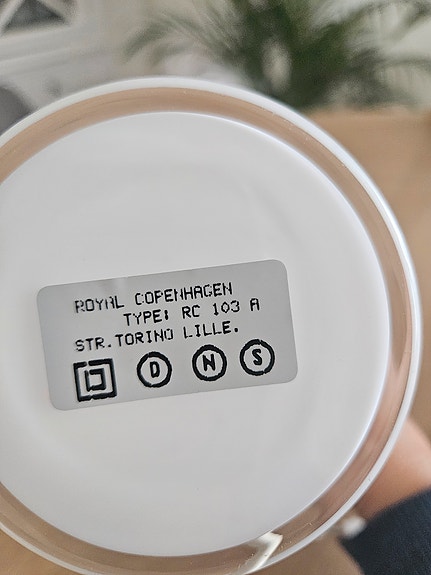 ROYAL COPENHAGEN
TYPE: RC 103 A
STR.TORINO LILLE.
D N S